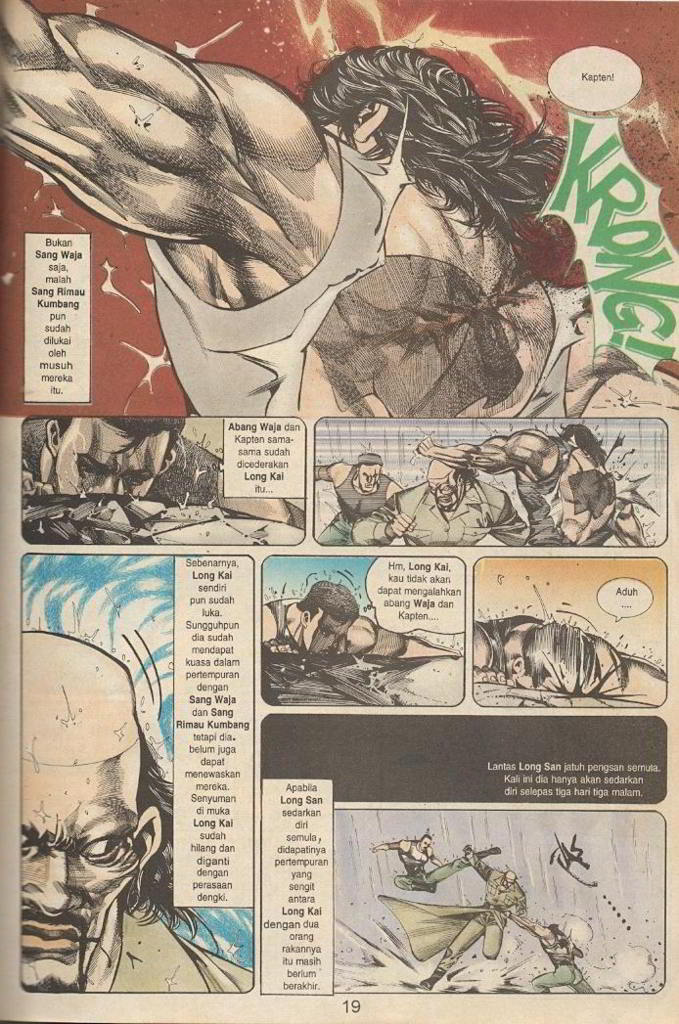 Kapten!
KRONG!
Bukan
Sang Waja
saja,
malah
Sang Rimau
Kumbang
pun
sudah
dilukai
oleh
musuh
mereka
itu.
Abang Waja dan
Kapten sama-
sama sudah
dicederakan
Long Kai
itu...
Sebenarnya,
Long Kai
sendiri
pun sudah
luka.
Sungguhpun
dia sudah
mendapat
kuasa dalam
pertempuran
dengan
Sang Waja
dan Sang
Rimau Kumbang
tetapi dia
belum juga
dapat
menewaskan
mereka.
Senyuman
di muka
Long Kai
sudah
hilang dan
diganti
dengan
perasaan
dengki.
Hm, Long Kai,
kau tidak akan
dapat mengalahkan
abang Waja dan
Kapten....
Aduh
....
Lantas Long San jatuh pengsan semula.
Kali ini dia hanya akan sedarkan
diri selepas tiga hari tiga malam.
Apabila
Long San
sedarkan
diri
semula,
didapatinya
pertempuran
yang
sengit
antara
Long Kai
dengan dua
orang
rakannya
itu masih
berlum
berakhir.
19